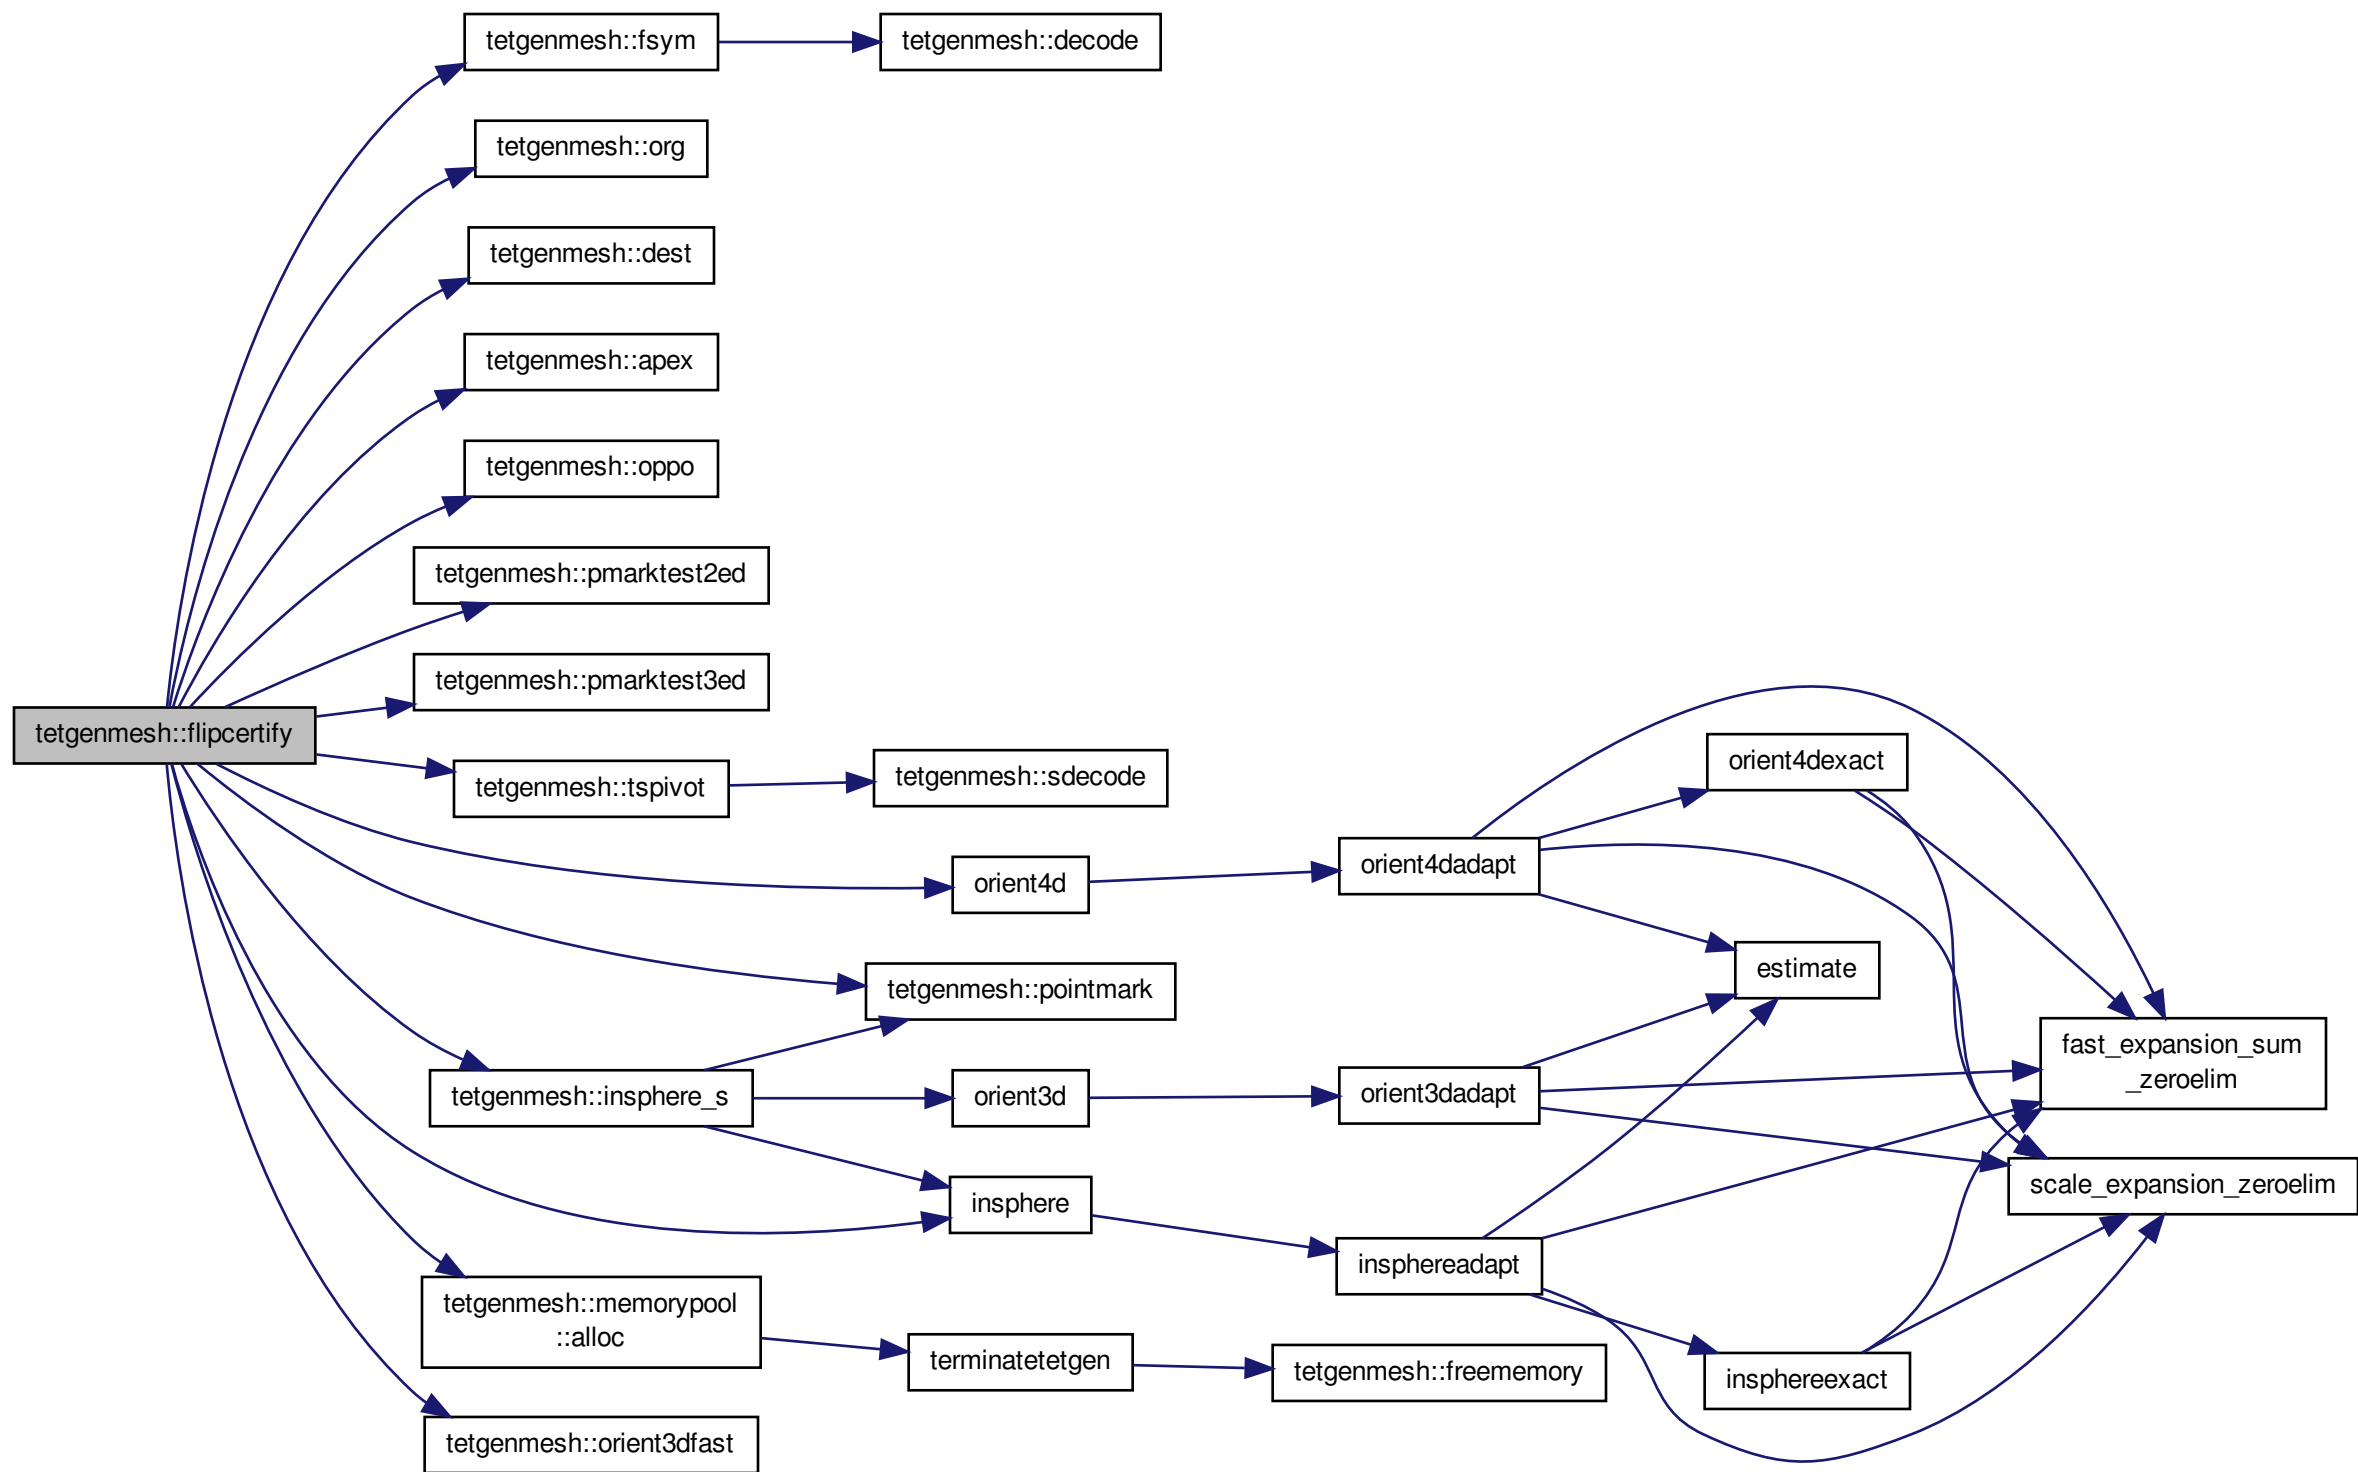 tetgenmesh::fsym
tetgenmesh::decode
tetgenmesh::org
tetgenmesh::dest
tetgenmesh::apex
tetgenmesh::oppo
tetgenmesh::pmarktest2ed
tetgenmesh::pmarktest3ed
tetgenmesh::flipcertify
tetgenmesh::tspivot
tetgenmesh::sdecode
orient4dexact
orient4d
orient4dadapt
estimate
tetgenmesh::pointmark
fast_expansion_sum
_zeroelim
tetgenmesh::insphere_s
orient3d
orient3dadapt
scale_expansion_zeroelim
insphere
insphereadapt
tetgenmesh::memorypool
::alloc
terminatetetgen
tetgenmesh::freememory
insphereexact
tetgenmesh::orient3dfast